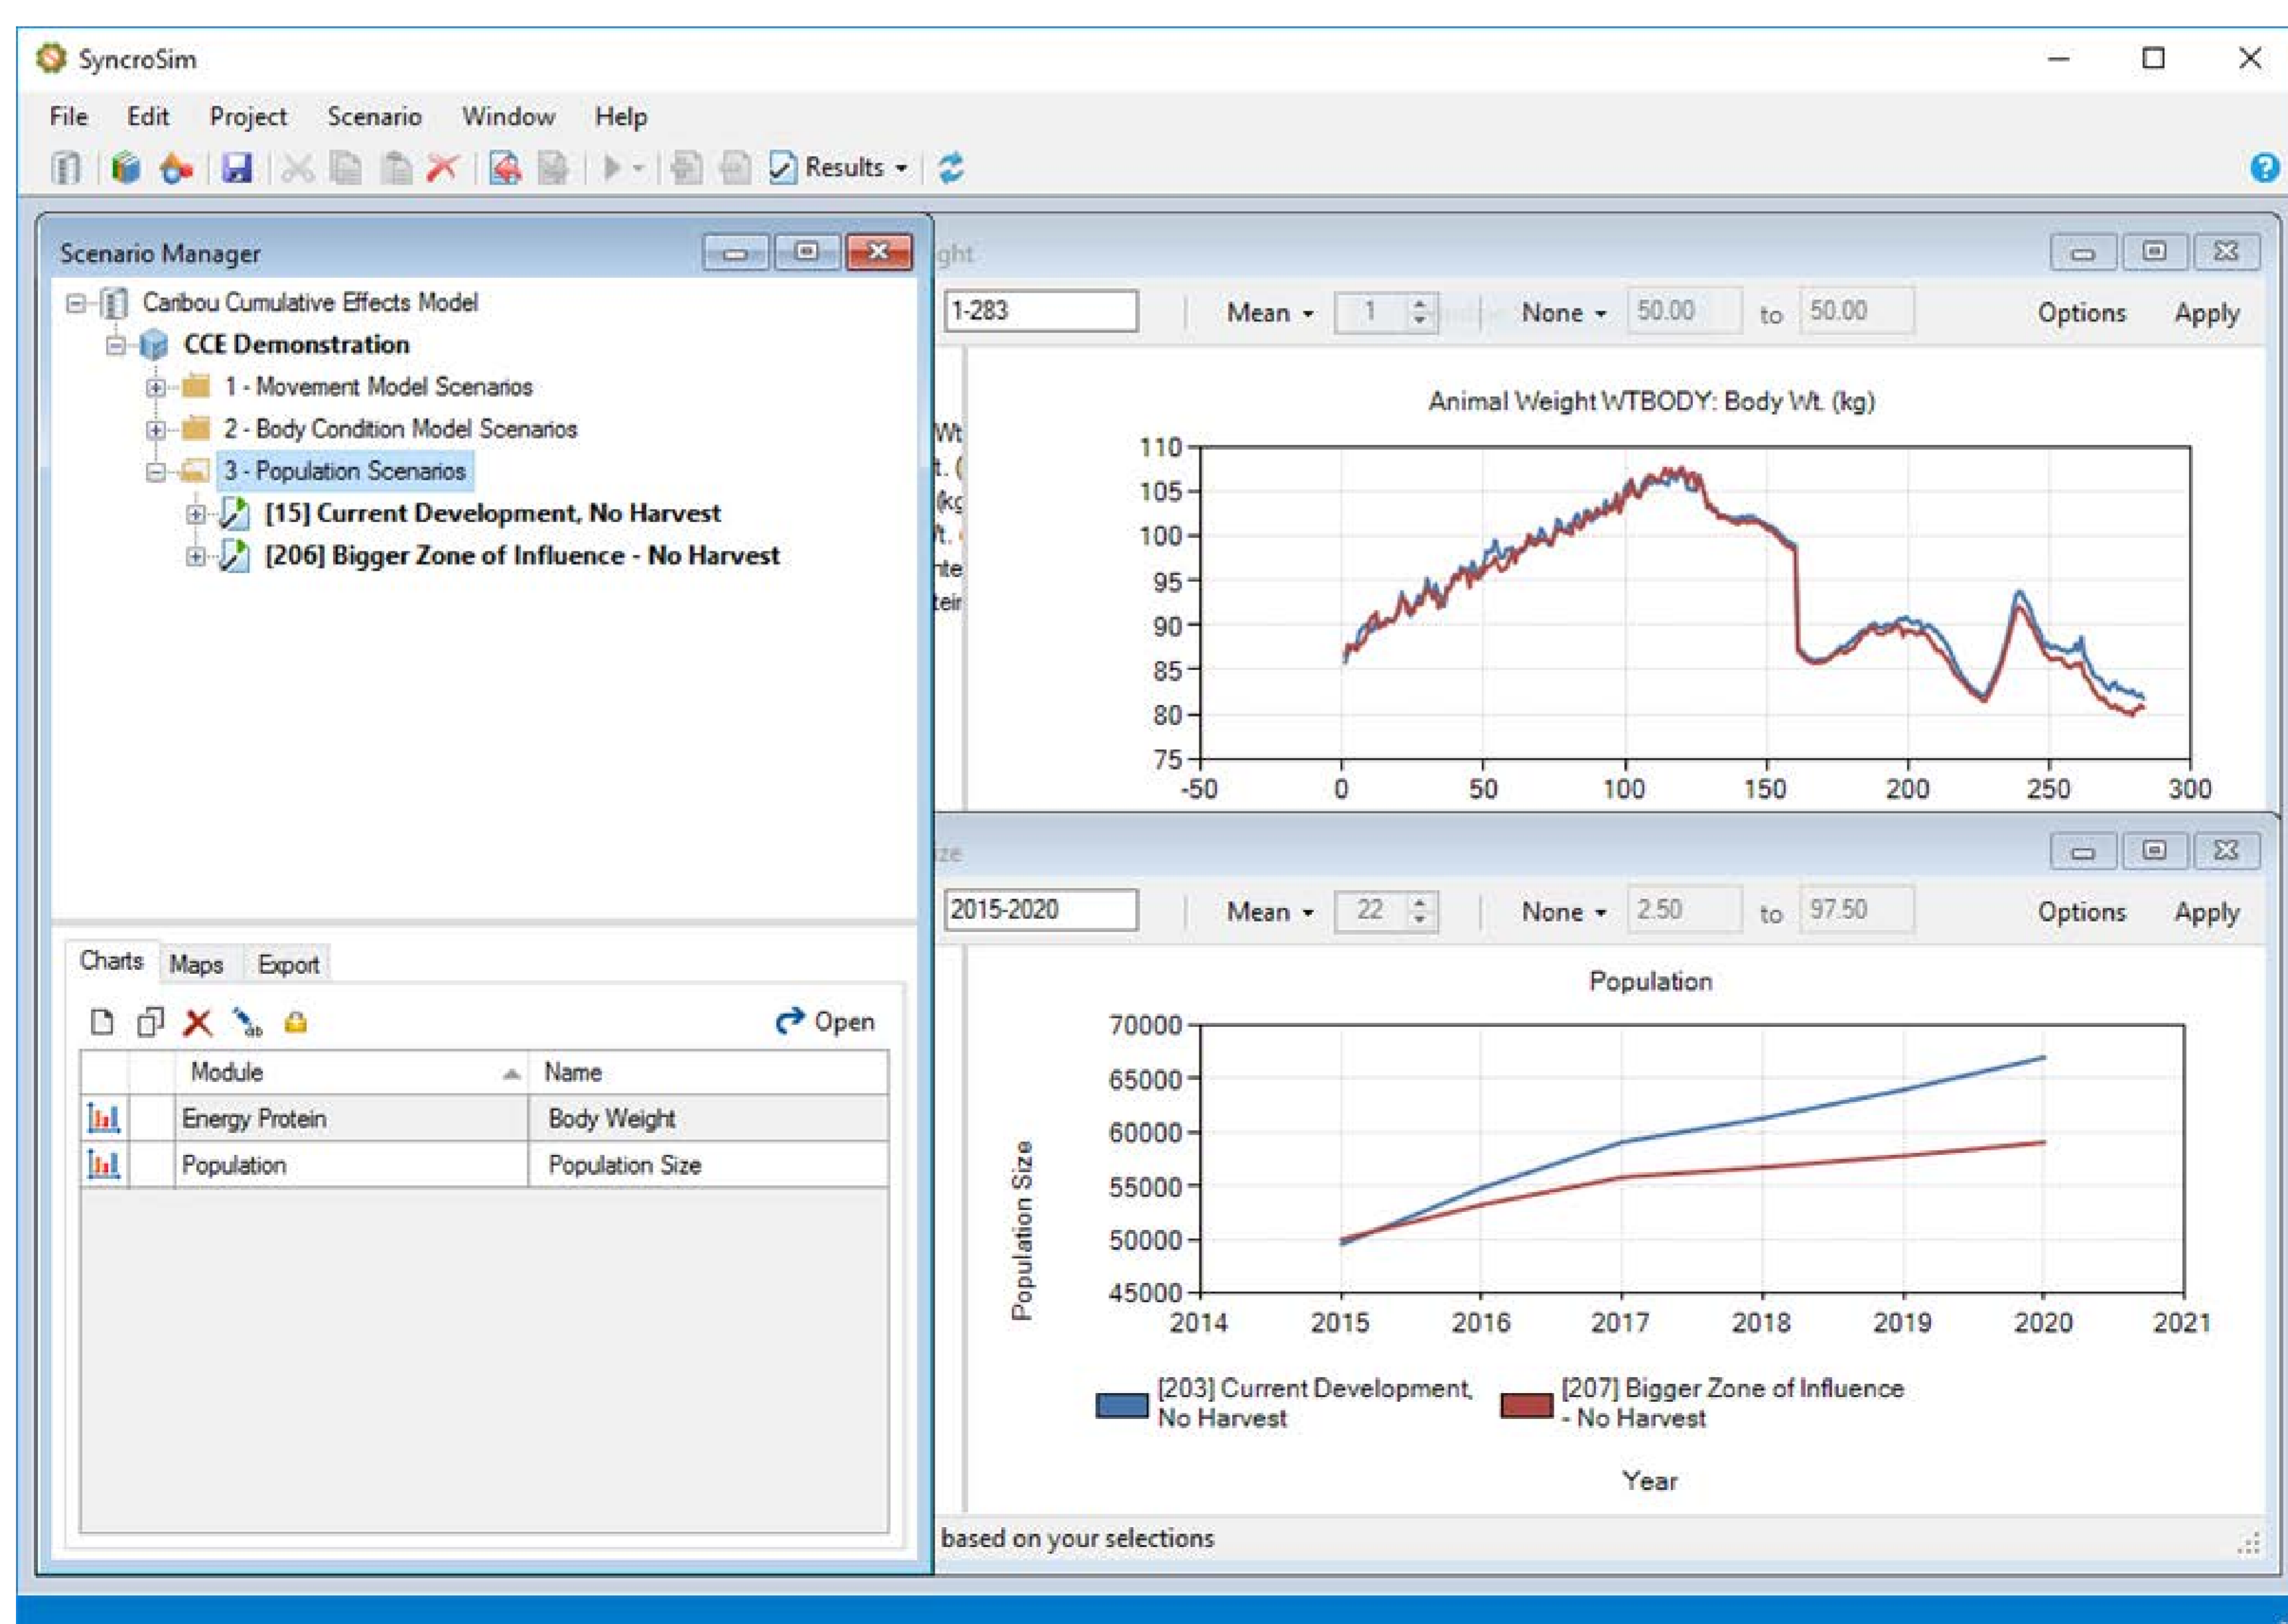 SyncroSim
File Edit Project Scenario Window Help
Results
Scenario Manager
Caribou Cumulative Effects Model
CCE Demonstration
1 - Movement Model Scenarios
2 - Body Condition Model Scenarios
3 - Population Scenarios
[15] Current Development, No Harvest
[206] Bigger Zone of Influence - No Harvest
Charts Maps Export
Open
Module Name
Energy Protein Body Weight
Population Population Size
ght
1-283 Mean 1 None 50.00 to 50.00 Options Apply
Wt
t. (
(kg
t.
nte
tein
Animal Weight WTBODY: Body Wt. (kg)
110
105
100
95
90
85
80
75
-50 0 50 100 150 200 250 300
ize
2015-2020 Mean 22 None 2.50 to 97.50 Options Apply
Population
Population Size
70000
65000
60000
55000
50000
45000
2014 2015 2016 2017 2018 2019 2020 2021
[203] Current Development,
No Harvest
[207] Bigger Zone of Influence
- No Harvest
Year
based on your selections